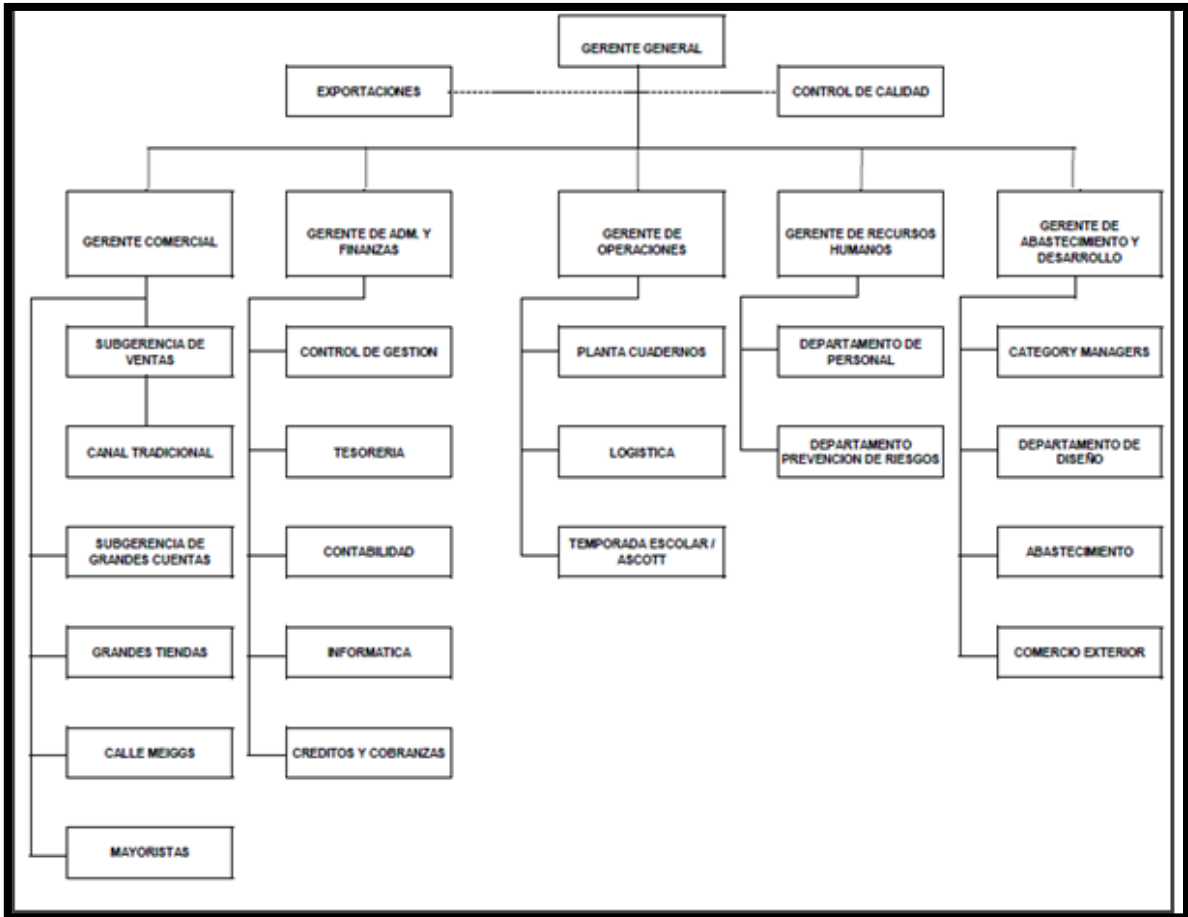 GERENTE GENERAL
EXPORTACIONES
CONTROL DE CALIDAD
GERENTE COMERCIAL
GERENTE DE ADM. Y
FINANZAS
GERENTE DE
OPERACIONES
GERENTE DE RECURSOS
HUMANOS
GERENTE DE
ABASTECIMIENTO Y
DESARROLLO
SUBGERENCIA DE
VENTAS
CONTROL DE GESTION
PLANTA CUADERNOS
DEPARTAMENTO DE
PERSONAL
CATEGORY MANAGERS
CANAL TRADICIONAL
TESORERIA
LOGISTICA
DEPARTAMENTO
PREVENCION DE RIESGOS
DEPARTAMENTO DE
DISEÑO
SUBGERENCIA DE
GRANDES CUENTAS
CONTABILIDAD
TEMPORADA ESCOLAR /
ASCOTT
ABASTECIMIENTO
GRANDES TIENDAS
INFORMATICA
COMERCIO EXTERIOR
CALLE MEIGGS
CREDITOS Y COBRANZAS
MAYORISTAS